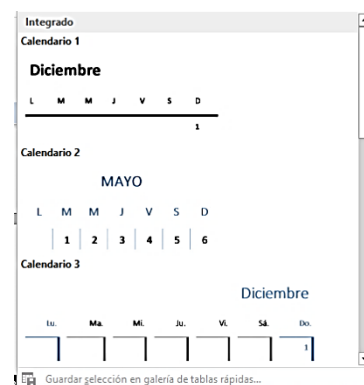 Integrado
Calendario 1
Diciembre
L M M J V S D
1
Calendario 2
MAYO
L M M J V S D
1 2 3 4 5 6
Calendario 3
Diciembre
Lu. Ma. Mi. Ju. Vi. Sá. Do.
1
Guardar selección en galería de tablas rápidas...